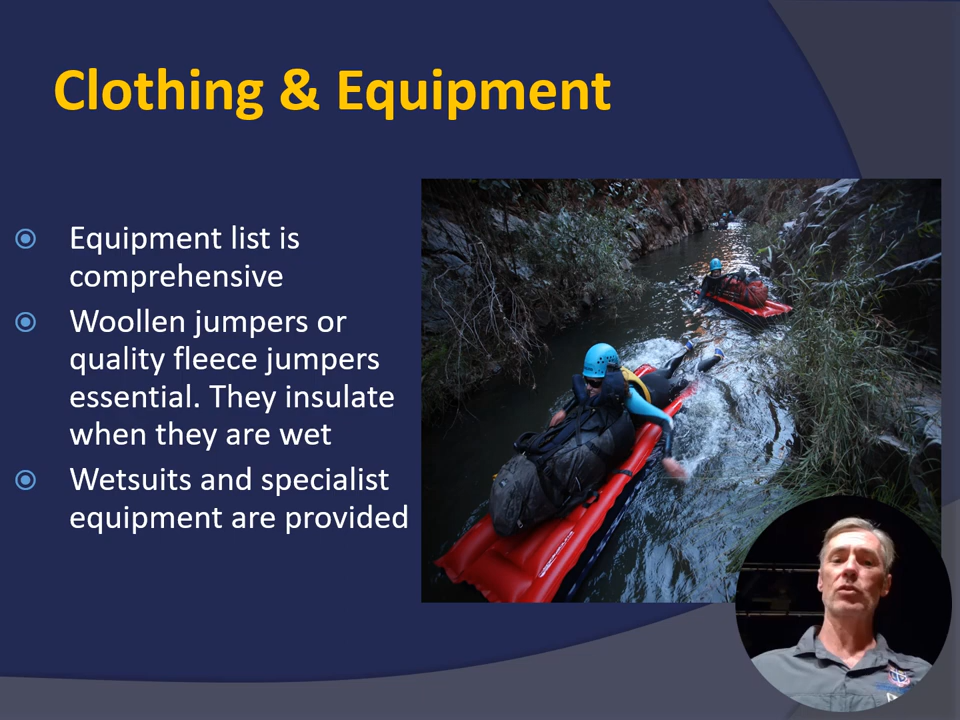 Clothing & Equipment
Equipment list is
comprehensive
Woollen jumpers or
quality fleece jumpers
essential. They insulate
when they are wet
Wetsuits and specialist
equipment are provided